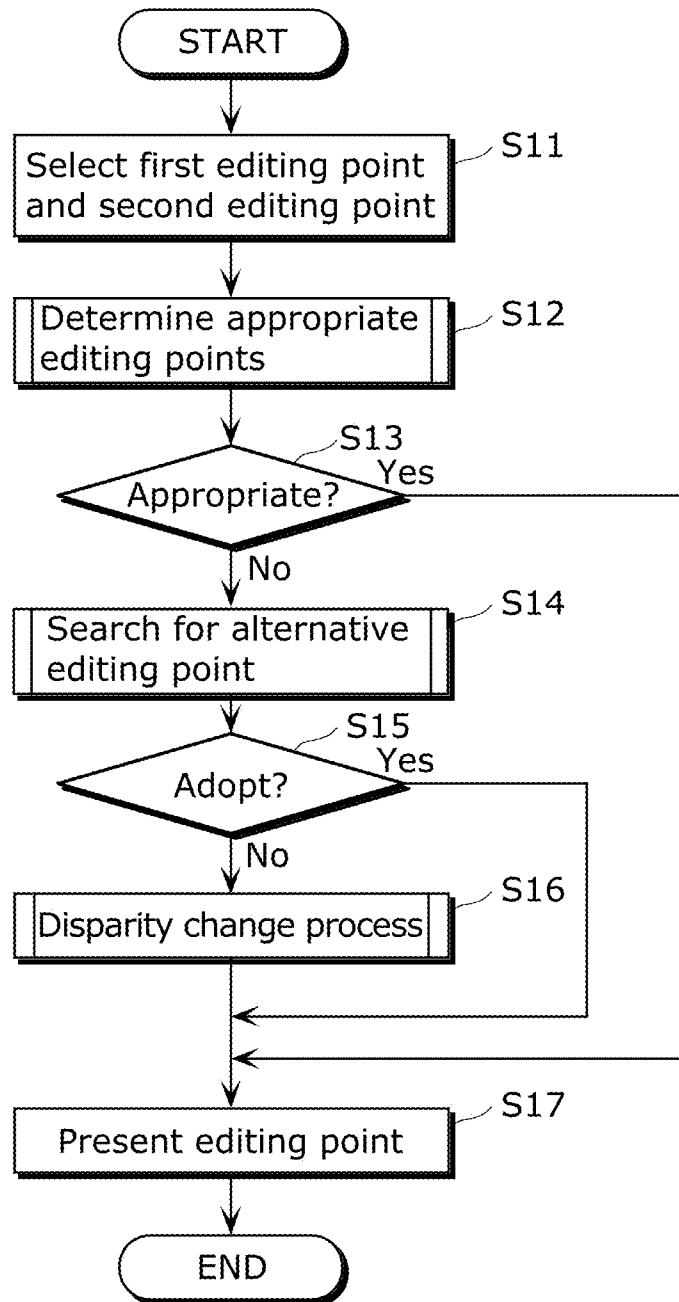 START
S11
Select first editing point
and second editing point
S12
Determine appropriate
editing points
S13
Appropriate?
Yes
No
S14
Search for alternative
editing point
S15
Adopt?
Yes
No
S16
Disparity change process
S17
Present editing point
END